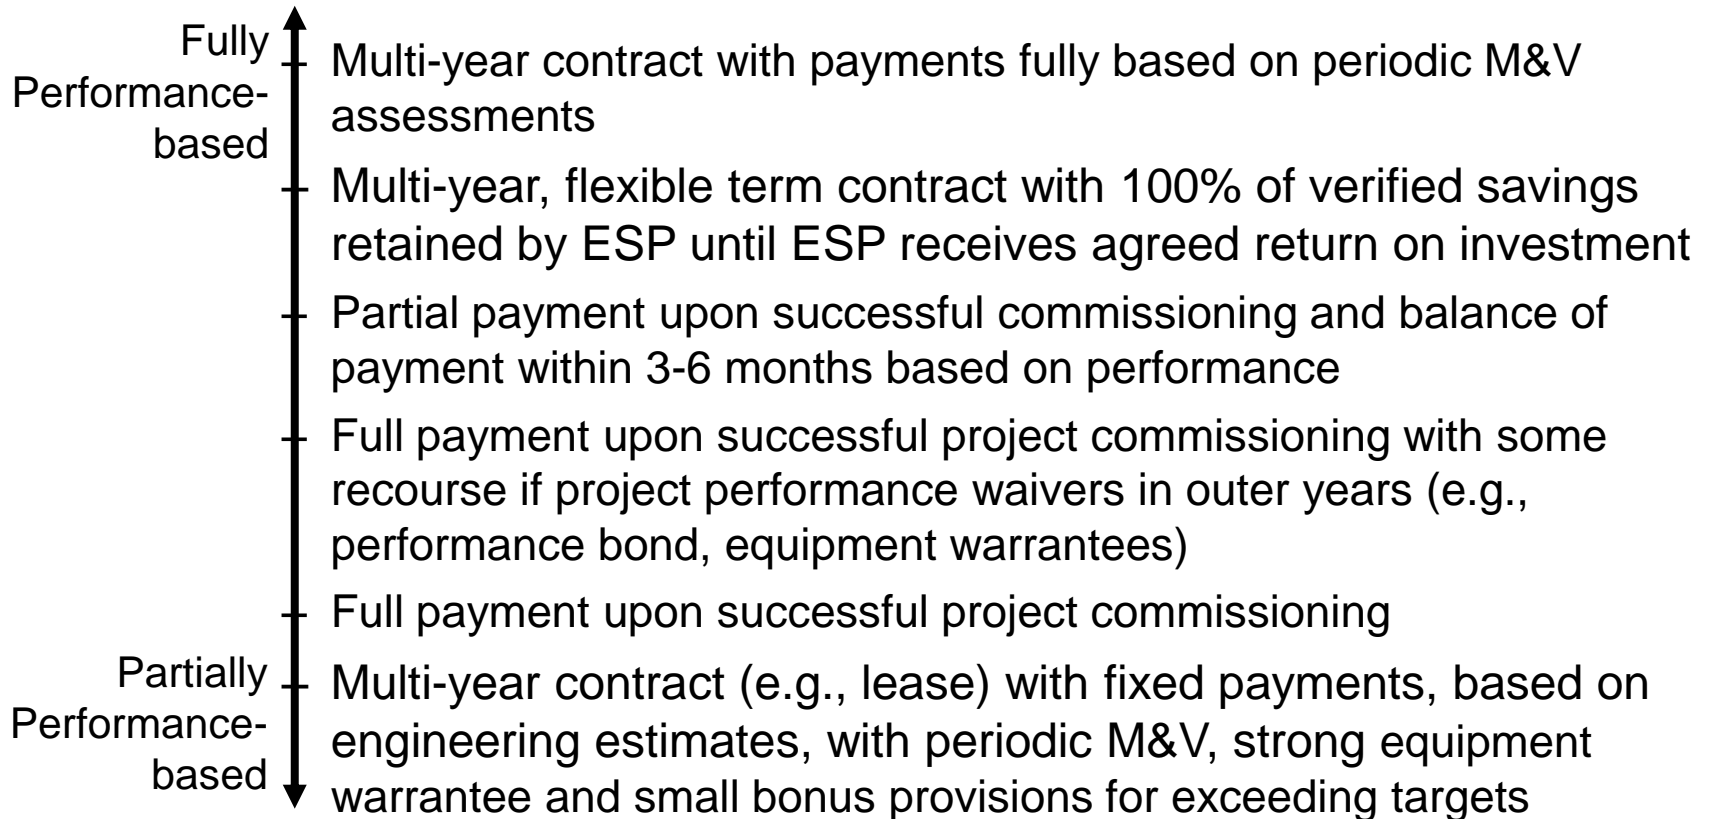 Fully
Performance-
based
Multi-year contract with payments fully based on periodic M&V
assessments
Multi-year, flexible term contract with 100% of verified savings
retained by ESP until ESP receives agreed return on investment
Partial payment upon successful commissioning and balance of
payment within 3-6 months based on performance
Full payment upon successful project commissioning with some
recourse if project performance waivers in outer years (e.g.,
performance bond, equipment warrantees)
Full payment upon successful project commissioning
Partially
Performance-
based
Multi-year contract (e.g., lease) with fixed payments, based on
engineering estimates, with periodic M&V, strong equipment
warrantee and small bonus provisions for exceeding targets